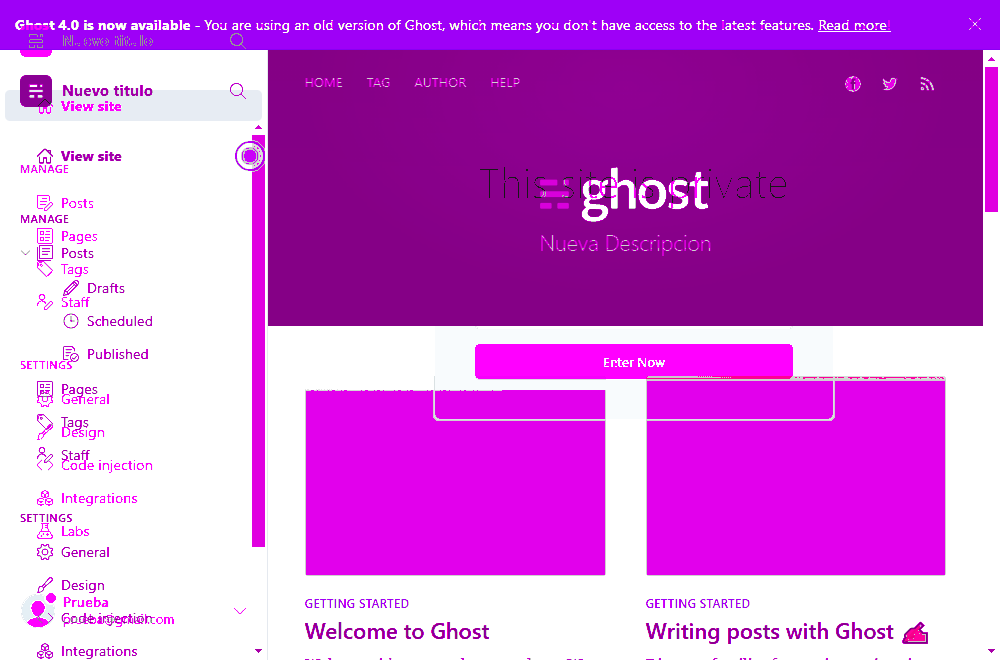 Ghost 4.0 is now available - You are using an old version of Ghost, which means you don't have access to the latest features. Read more!
Nuevo titulo
Nuevo titulo
View site
View site
MANAGE
Posts
MANAGE
Pages
Posts
Tags
Drafts
Staff
Scheduled
Published
SETTINGS
Pages
General
Tags
Design
Staff
Code injection
Integrations
SETTINGS
Labs
General
Design
Prueba
Code injection
prueba@gmail.com
Integrations
HOME TAG AUTHOR HELP
This site is private
ghost
Nueva Descripcion
Enter Now
GETTING STARTED
Welcome to Ghost
GETTING STARTED
Writing posts with Ghost